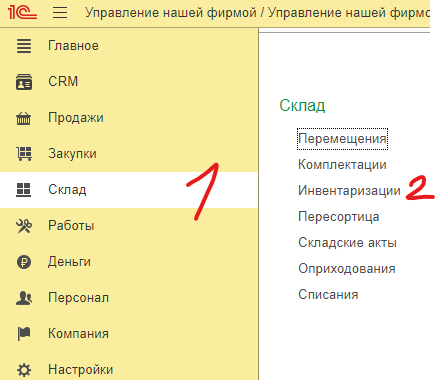 1С Управление нашей фирмой / Управление нашей фирмо
Главное
CRM
Продажи
Закупки
Склад
Работы
Деньги
Персонал
Компания
Настройки
1
Склад
Перемещения
Комплектации
Инвентаризации 2
Пересортица
Складские акты
Оприходования
Списания